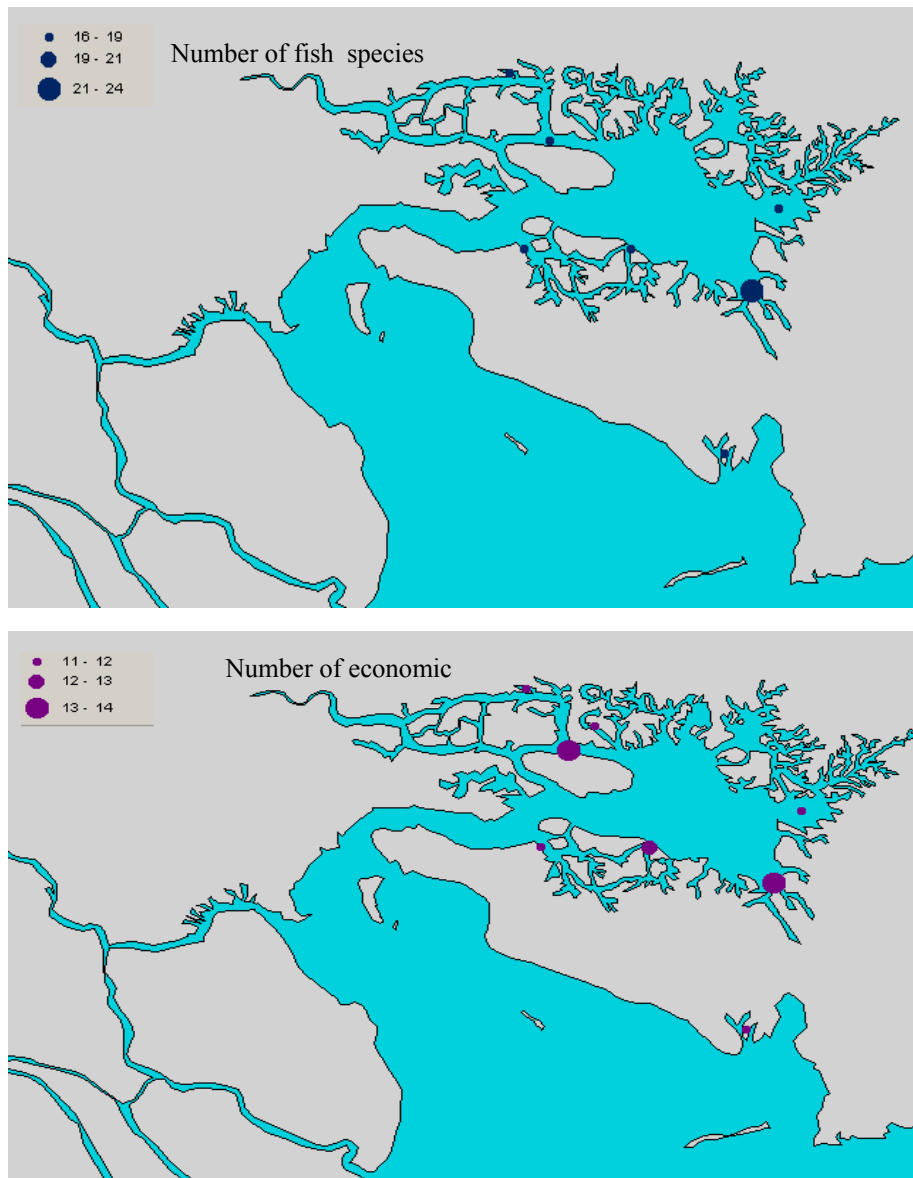 16 - 19
19 - 21
21 - 24
Number of fish species
11 - 12
12 - 13
13 - 14
Number of economic